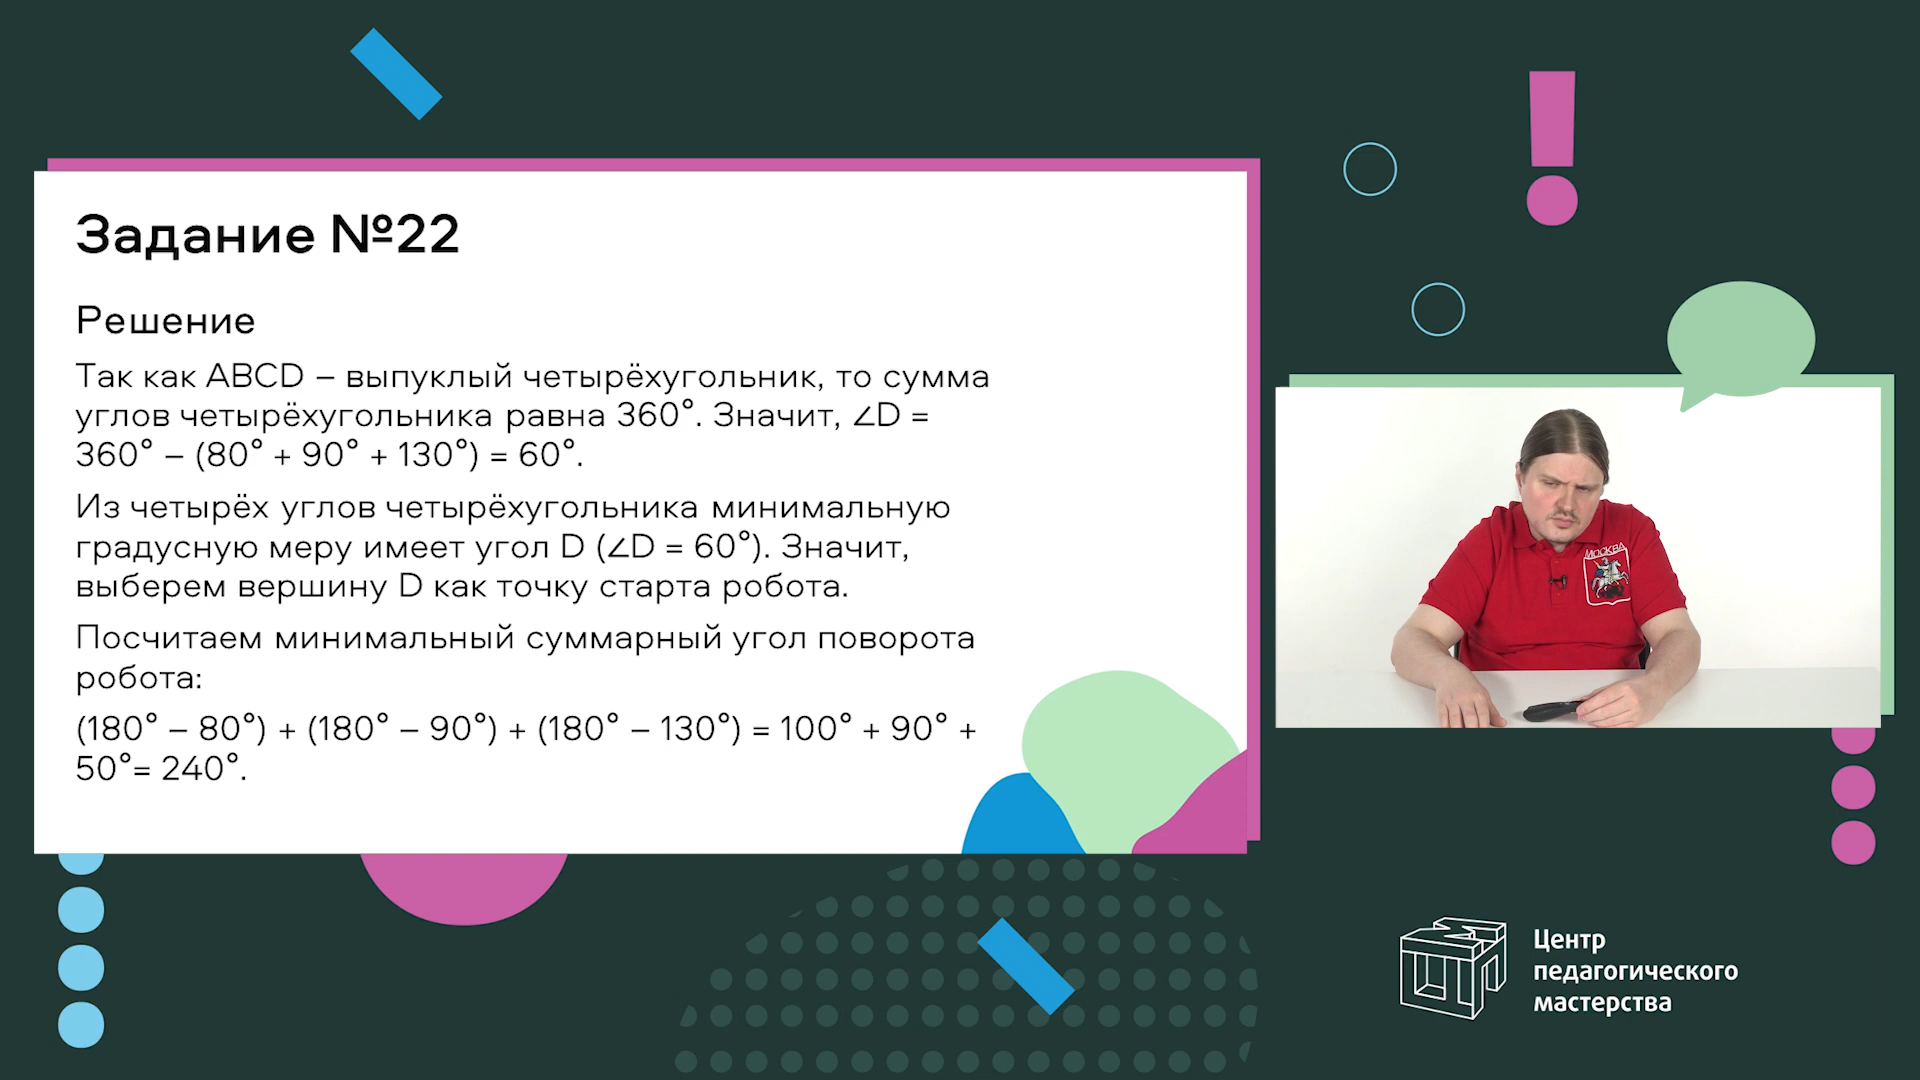 Задание №22
Решение
Так как ABCD – выпуклый четырёхугольник, то сумма
углов четырёхугольника равна 360°. Значит, ∠D =
360° – (80° + 90° + 130°) = 60°.
Из четырёх углов четырёхугольника минимальную
градусную меру имеет угол D (∠D = 60°). Значит,
выберем вершину D как точку старта робота.
Посчитаем минимальный суммарный угол поворота
робота:
(180° – 80°) + (180° – 90°) + (180° – 130°) = 100° + 90° +
50°= 240°.
МОСКВА
Центр
педагогического
мастерства